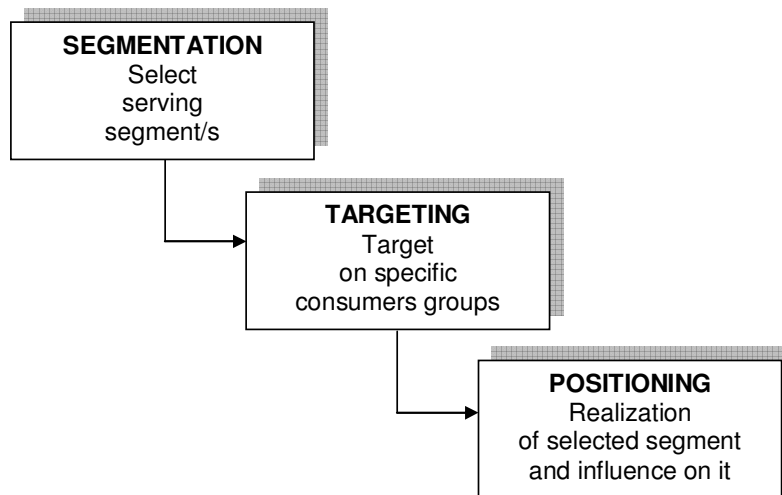 SEGMENTATION
Select
serving
segment/s
TARGETING
Target
on specific
consumers groups
POSITIONING
Realization
of selected segment
and influence on it